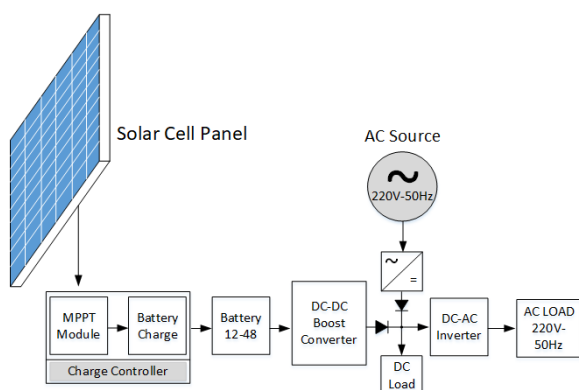 Solar Cell Panel
AC Source
220V-50Hz
~
=
MPPT
Module
Battery
Charge
Charge Controller
Battery
12-48
DC-DC
Boost
Converter
DC-AC
Inverter
AC LOAD
220V-
50Hz
DC
Load